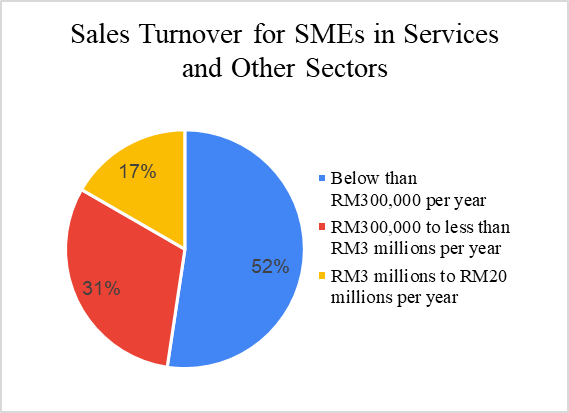 Sales Turnover for SMEs in Services
and Other Sectors
17%
52%
31%
Below than
RM300,000 per year
RM300,000 to less than
RM3 millions per year
RM3 millions to RM20
millions per year